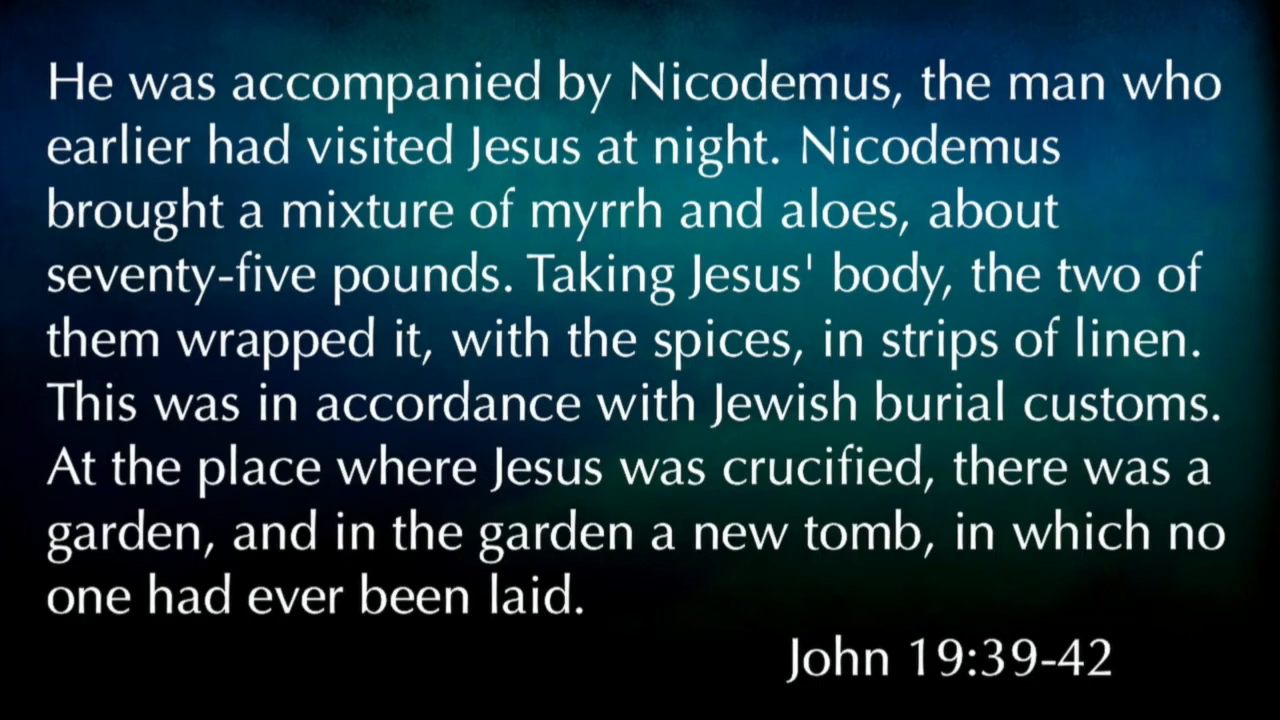 He was accompanied by Nicodemus, the man who
earlier had visited Jesus at night. Nicodemus
brought a mixture of myrrh and aloes, about
seventy-five pounds. Taking Jesus' body, the two of
them wrapped it, with the spices, in strips of linen.
This was in accordance with Jewish burial customs.
At the place where Jesus was crucified, there was a
garden, and in the garden a new tomb, in which no
one had ever been laid.
John 19:39-42